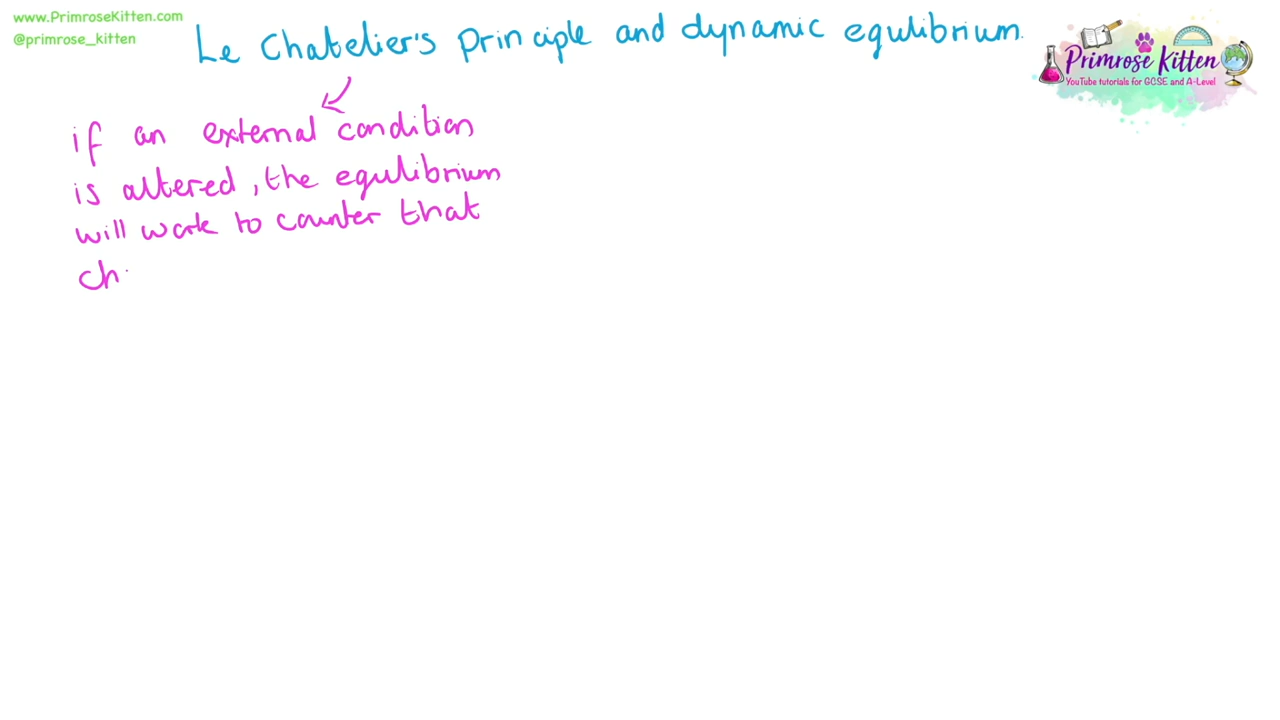 www.PrimroseKitten.com
@primrose_kitten
Le Chatelier's principle and dynamic equlibrium.
Primrose Kitten
YouTube tutorials for GCSE and A-Level
if an external condition
is altered, the equlibrium
will work to counter that
ch